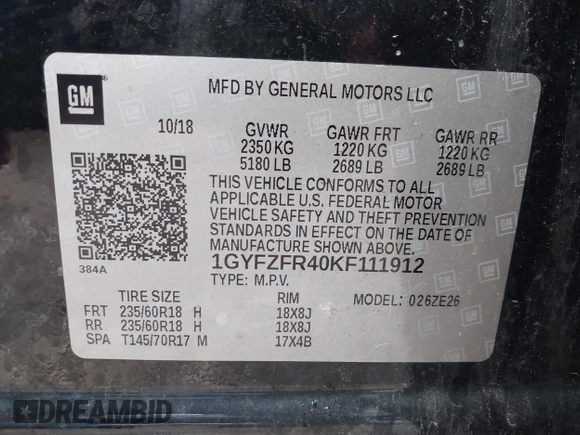 GM
MFD BY GENERAL MOTORS LLC
10/18 GVWR GAWR FRT GAWR RR
2350 KG 1220 KG 1220 KG
5180 LB 2689 LB 2689 LB
THIS VEHICLE CONFORMS TO ALL
APPLICABLE U.S. FEDERAL MOTOR
VEHICLE SAFETY AND THEFT PREVENTION
STANDARDS IN EFFECT ON THE DATE OF
MANUFACTURE SHOWN ABOVE.
384A
1GYFZFR40KF111912
TYPE: M.P.V.
TIRE SIZE RIM MODEL: 026ZE26
FRT 235/60R18 H 18X8J
RR 235/60R18 H 18X8J
SPA T145/70R17 M 17X4B
DREAMBID